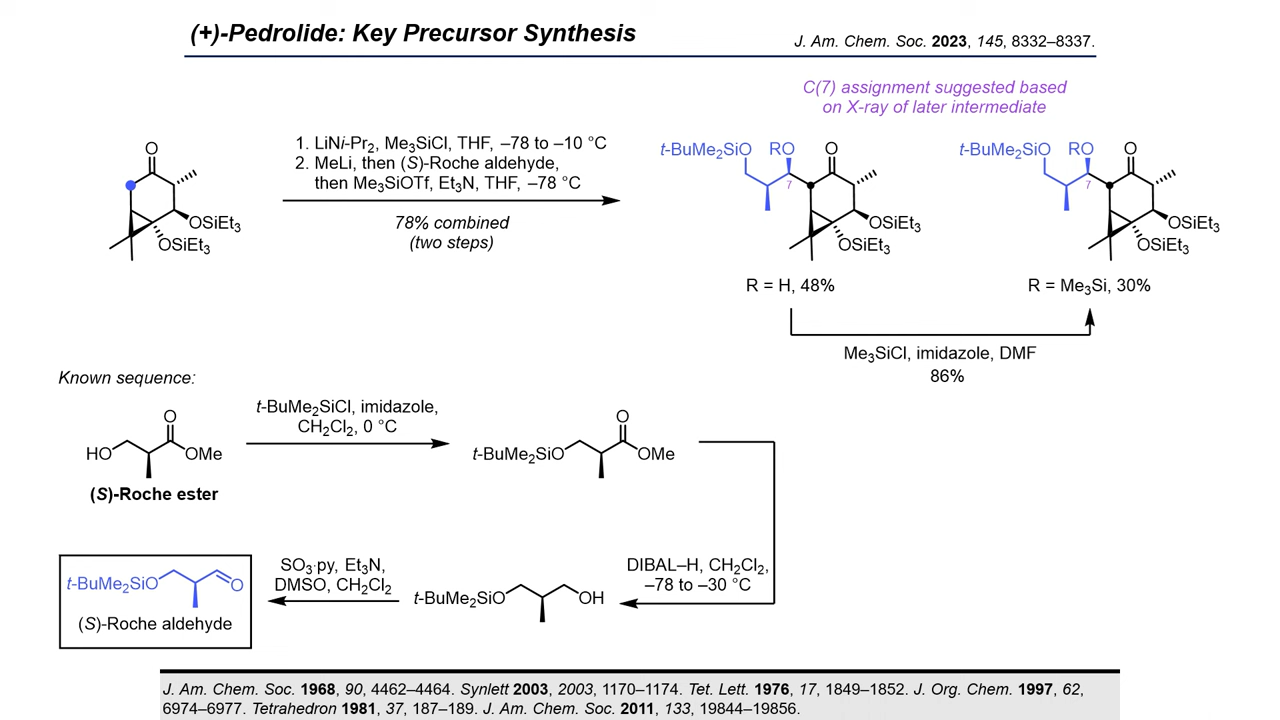 (+)-Pedrolide: Key Precursor Synthesis
J. Am. Chem. Soc. 2023, 145, 8332–8337.
C(7) assignment suggested based
on X-ray of later intermediate
O
OSiEt₃
OSiEt₃
1. LiNi-Pr₂, Me₃SiCl, THF, –78 to –10 °C
2. MeLi, then (S)-Roche aldehyde,
then Me₃SiOTf, Et₃N, THF, –78 °C
78% combined
(two steps)
t-BuMe₂SiO
RO
O
7
OSiEt₃
OSiEt₃
R = H, 48%
t-BuMe₂SiO
RO
O
7
OSiEt₃
OSiEt₃
R = Me₃Si, 30%
Me₃SiCl, imidazole, DMF
86%
Known sequence:
HO
O
OMe
(S)-Roche ester
t-BuMe₂SiCl, imidazole,
CH₂Cl₂, 0 °C
t-BuMe₂SiO
O
OMe
DIBAL–H, CH₂Cl₂,
–78 to –30 °C
t-BuMe₂SiO
OH
SO₃·py, Et₃N,
DMSO, CH₂Cl₂
t-BuMe₂SiO
O
(S)-Roche aldehyde
J. Am. Chem. Soc. 1968, 90, 4462–4464. Synlett 2003, 2003, 1170–1174. Tet. Lett. 1976, 17, 1849–1852. J. Org. Chem. 1997, 62,
6974–6977. Tetrahedron 1981, 37, 187–189. J. Am. Chem. Soc. 2011, 133, 19844–19856.